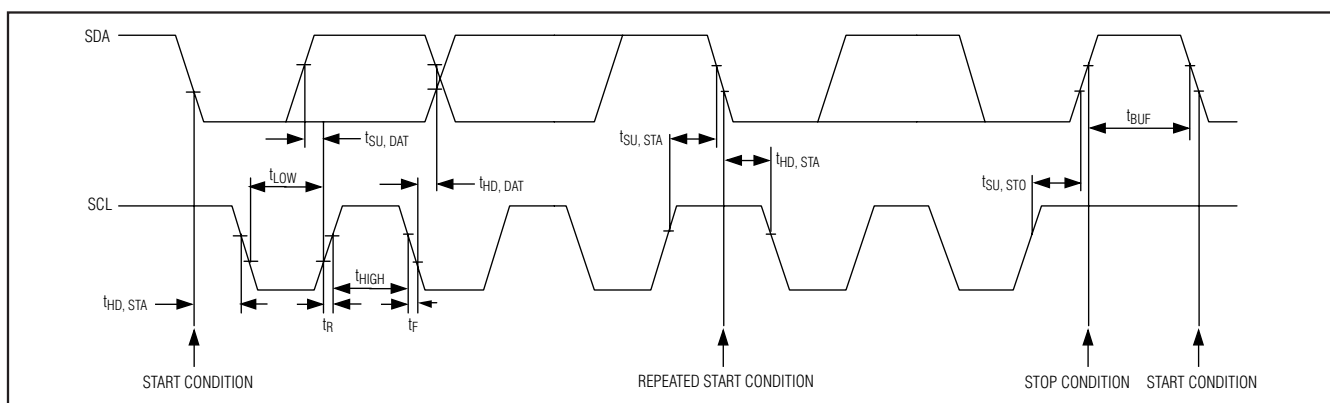 SDA
tSU, DAT
tSU, STA
tBUF
tHD, STA
tLOW
tHD, DAT
tSU, STO
SCL
tHIGH
tHD, STA
tR
tF
START CONDITION
REPEATED START CONDITION
STOP CONDITION
START CONDITION